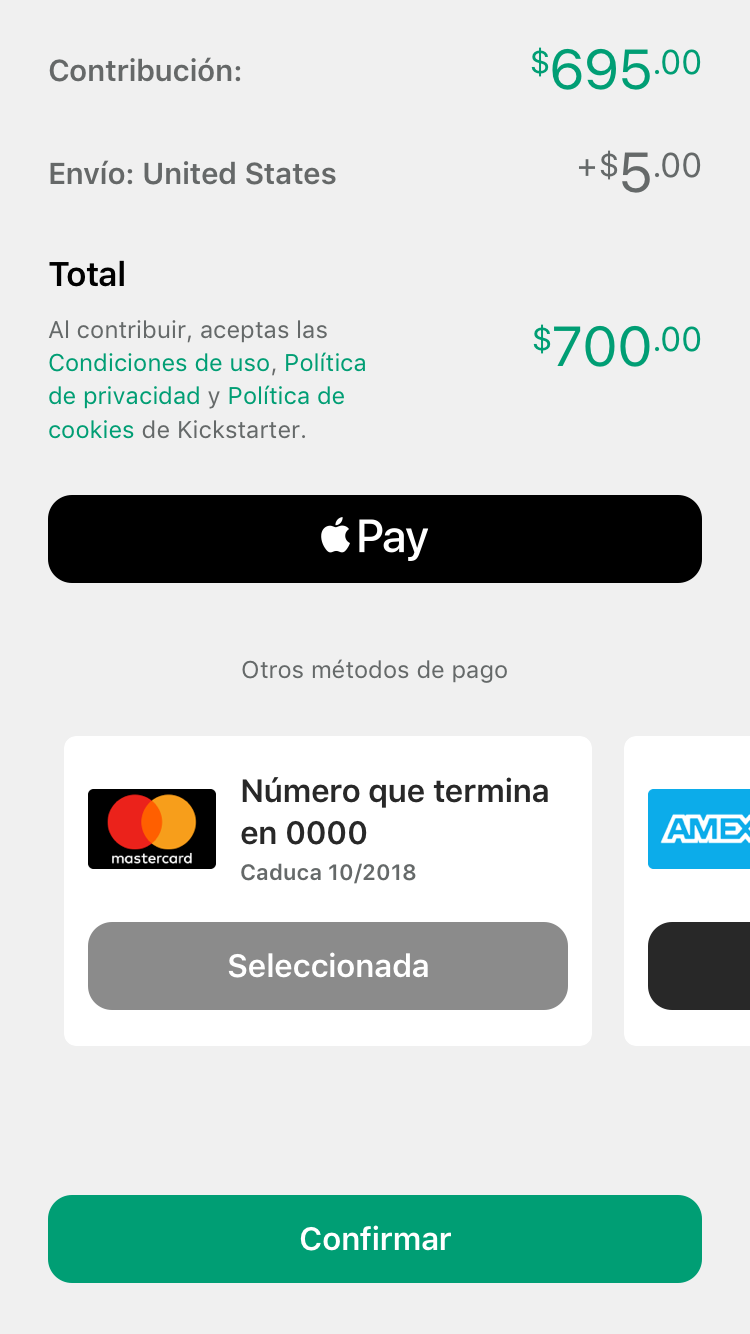 Contribución:
$695.00
Envío: United States
+$5.00
Total
Al contribuir, aceptas las
Condiciones de uso, Política
de privacidad y Política de
cookies de Kickstarter.
$700.00
Pay
Otros métodos de pago
mastercard
Número que termina
en 0000
Caduca 10/2018
Seleccionada
AMEX
Confirmar